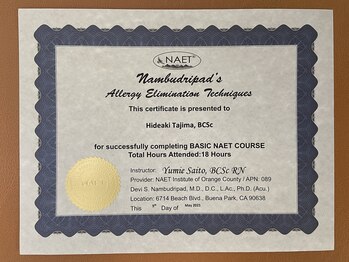 NAET
Nambudripad's
Allergy Elimination Techniques
This certificate is presented to
Hideaki Tajima, BCSc
for successfully completing BASIC NAET COURSE
Total Hours Attended:18 Hours
Instructor: Yumie Saito, BCSc RN
Provider: NAET Institute of Orange County / APN: 089
Devi S. Nambudripad, M.D., D.C., L.Ac., Ph.D. (Acu.)
Location: 6714 Beach Blvd., Buena Park, CA 90638
This Day of May 2023